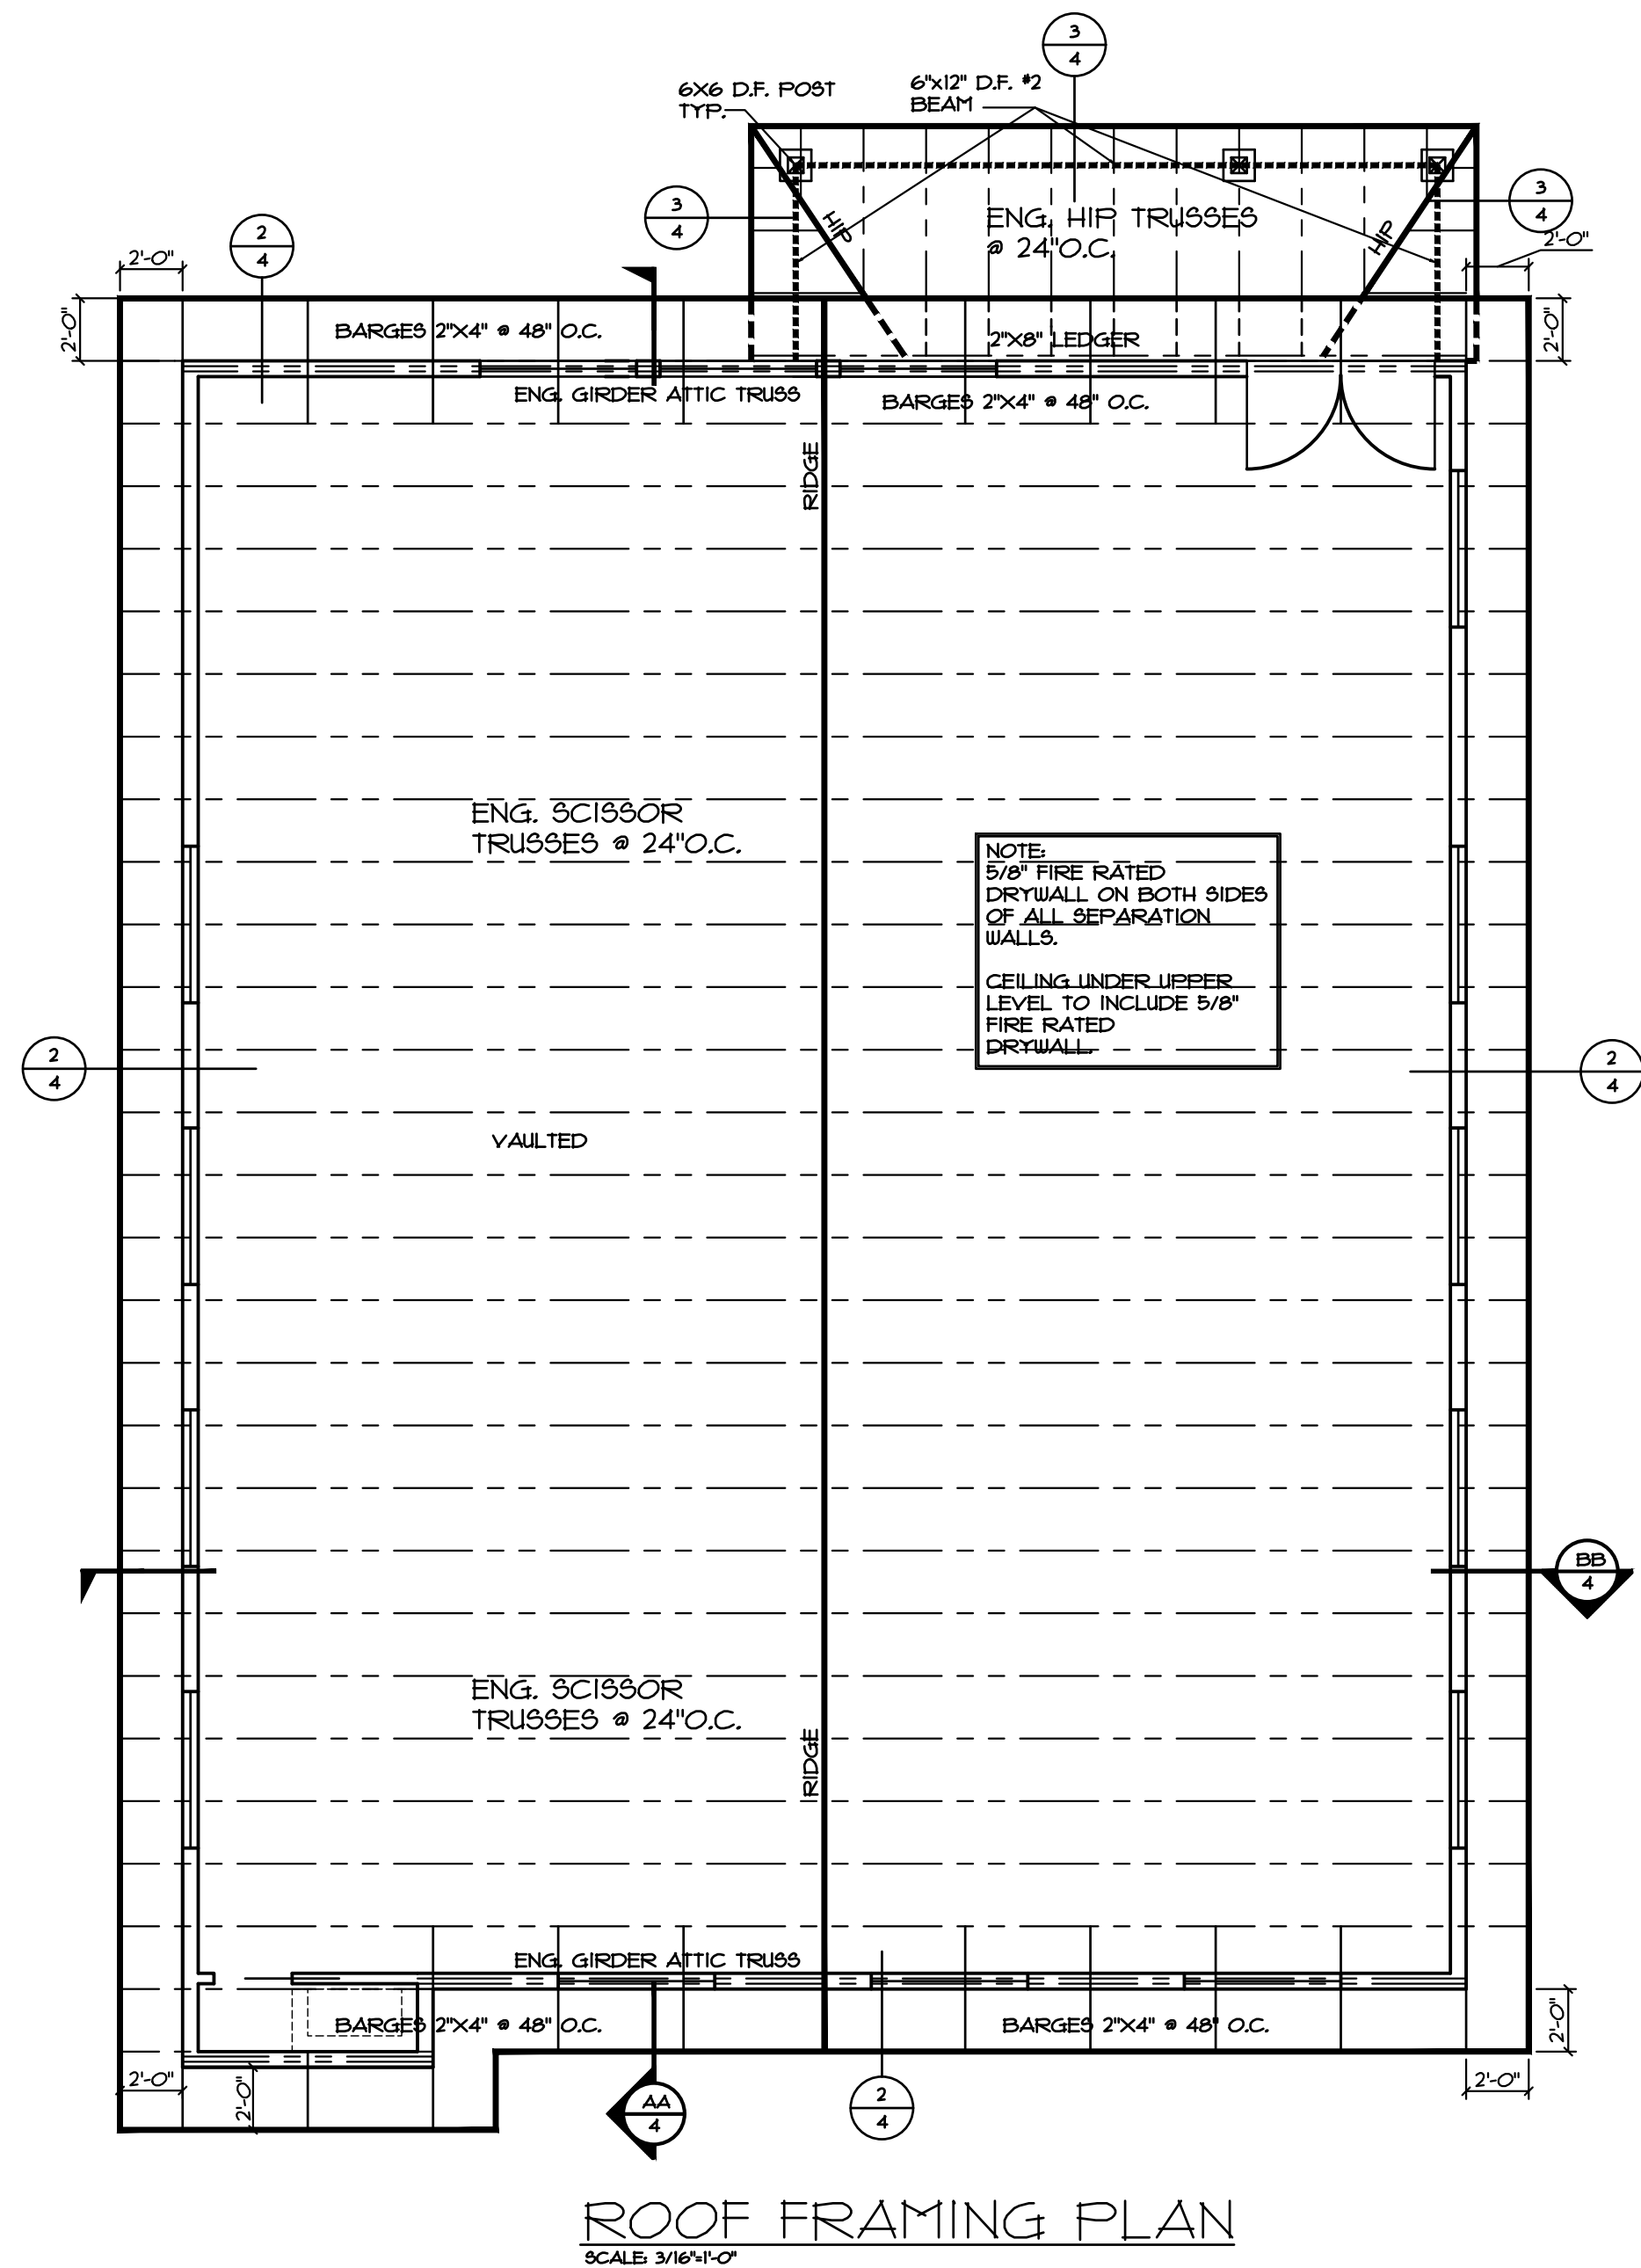 3
4
6X6 D.F. POST
TYP.
6"x12" D.F. #2
BEAM
3
4
3
4
HIP
HIP
ENG. HIP TRUSSES
@ 24"O.C.
2'-0"
2
4
2'-0"
2'-0"
2'-0"
BARGES 2"X4" @ 48" O.C.
2"X8" LEDGER
ENG. GIRDER ATTIC TRUSS
BARGES 2"X4" @ 48" O.C.
RIDGE
ENG. SCISSOR
TRUSSES @ 24"O.C.
NOTE:
5/8" FIRE RATED
DRYWALL ON BOTH SIDES
OF ALL SEPARATION
WALLS.
CEILING UNDER UPPER
LEVEL TO INCLUDE 5/8"
FIRE RATED
DRYWALL.
2
4
2
4
VAULTED
BB
4
ENG. SCISSOR
TRUSSES @ 24"O.C.
RIDGE
ENG. GIRDER ATTIC TRUSS
BARGES 2"X4" @ 48" O.C.
BARGES 2"X4" @ 48" O.C.
2'-0"
2'-0"
2'-0"
2'-0"
AA
4
2
4
ROOF FRAMING PLAN
SCALE: 3/16"=1'-0"